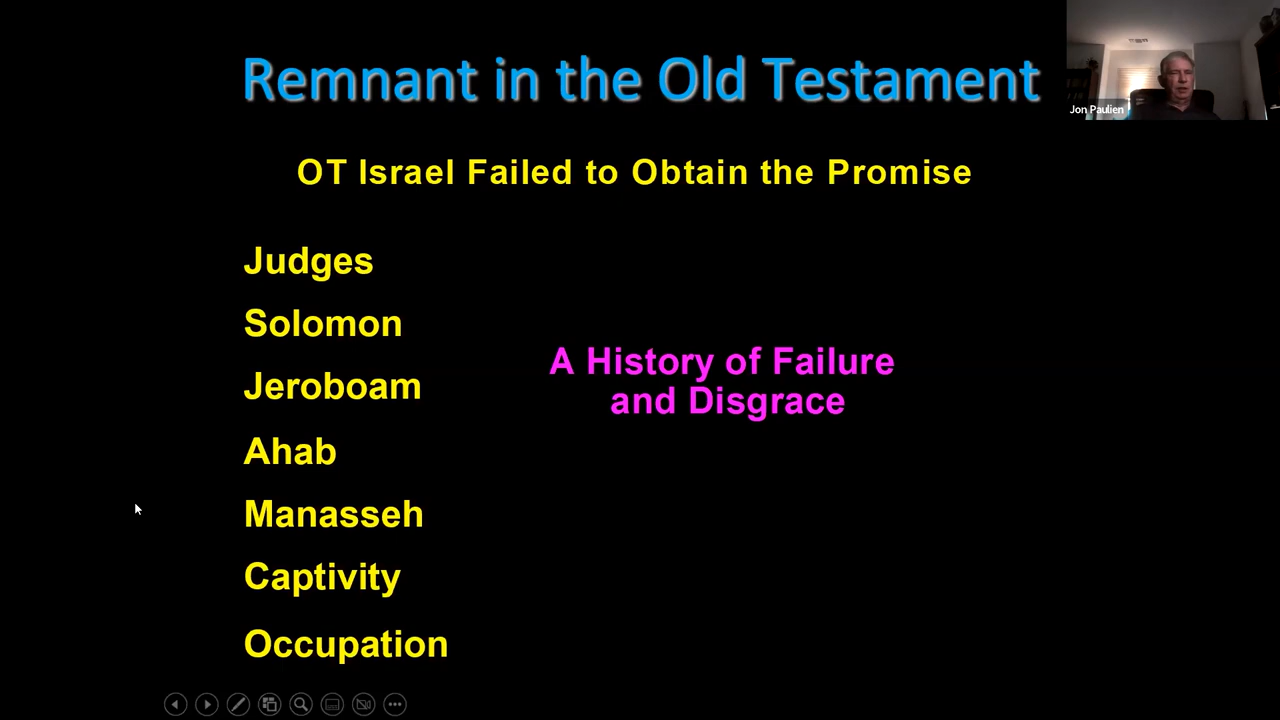 Remnant in the Old Testament
Jon Paulien
OT Israel Failed to Obtain the Promise
Judges
Solomon
Jeroboam
A History of Failure
and Disgrace
Ahab
Manasseh
Captivity
Occupation